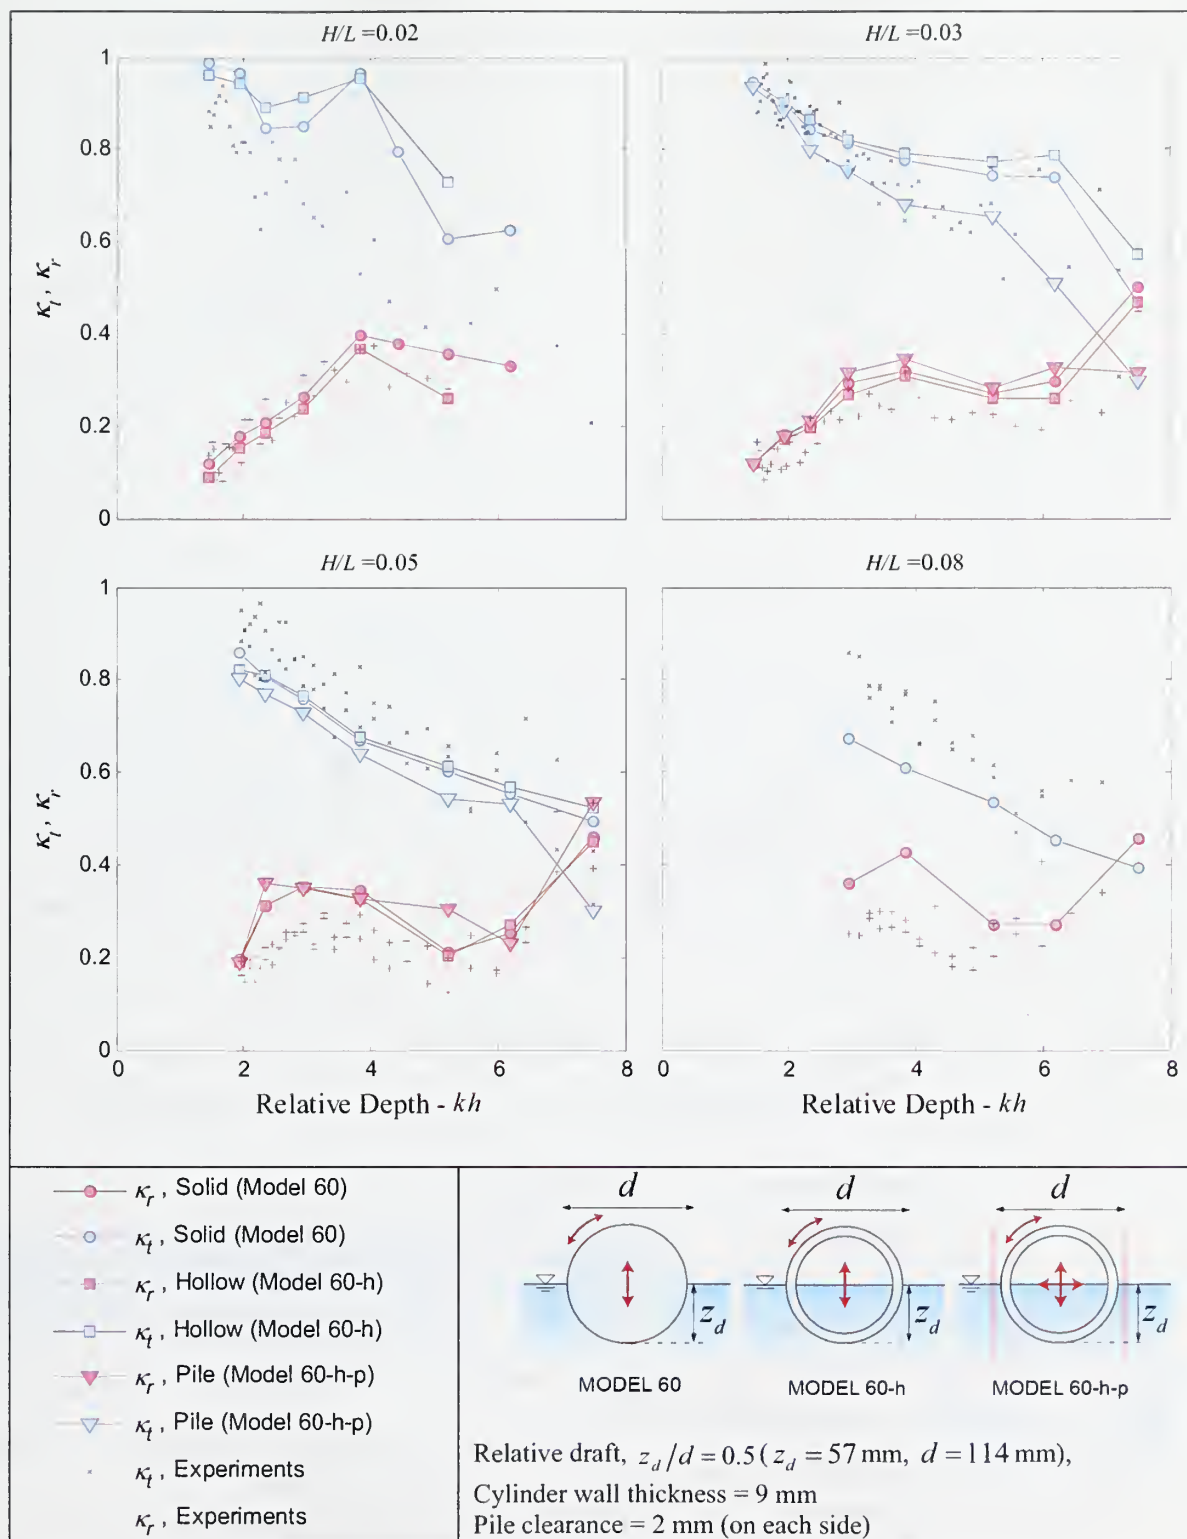 H/L =0.02
H/L =0.03
1
0.8
0.6
0.4
0.2
0
κt, κr
H/L =0.05
H/L =0.08
1
0.8
0.6
0.4
0.2
0
κt, κr
0 2 4 6 8
0 2 4 6 8
Relative Depth - kh
Relative Depth - kh
κr, Solid (Model 60)
κt, Solid (Model 60)
κr, Hollow (Model 60-h)
κt, Hollow (Model 60-h)
κr, Pile (Model 60-h-p)
κt, Pile (Model 60-h-p)
κt, Experiments
κr, Experiments
d d d
zd zd zd
MODEL 60 MODEL 60-h MODEL 60-h-p
Relative draft, zd/d = 0.5 ( zd = 57 mm, d = 114 mm),
Cylinder wall thickness = 9 mm
Pile clearance = 2 mm (on each side)